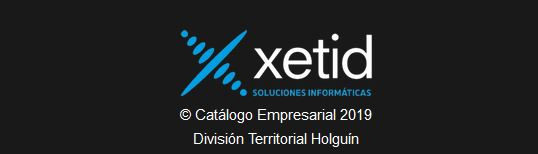 xetid
SOLUCIONES INFORMÁTICAS
© Catálogo Empresarial 2019
División Territorial Holguín